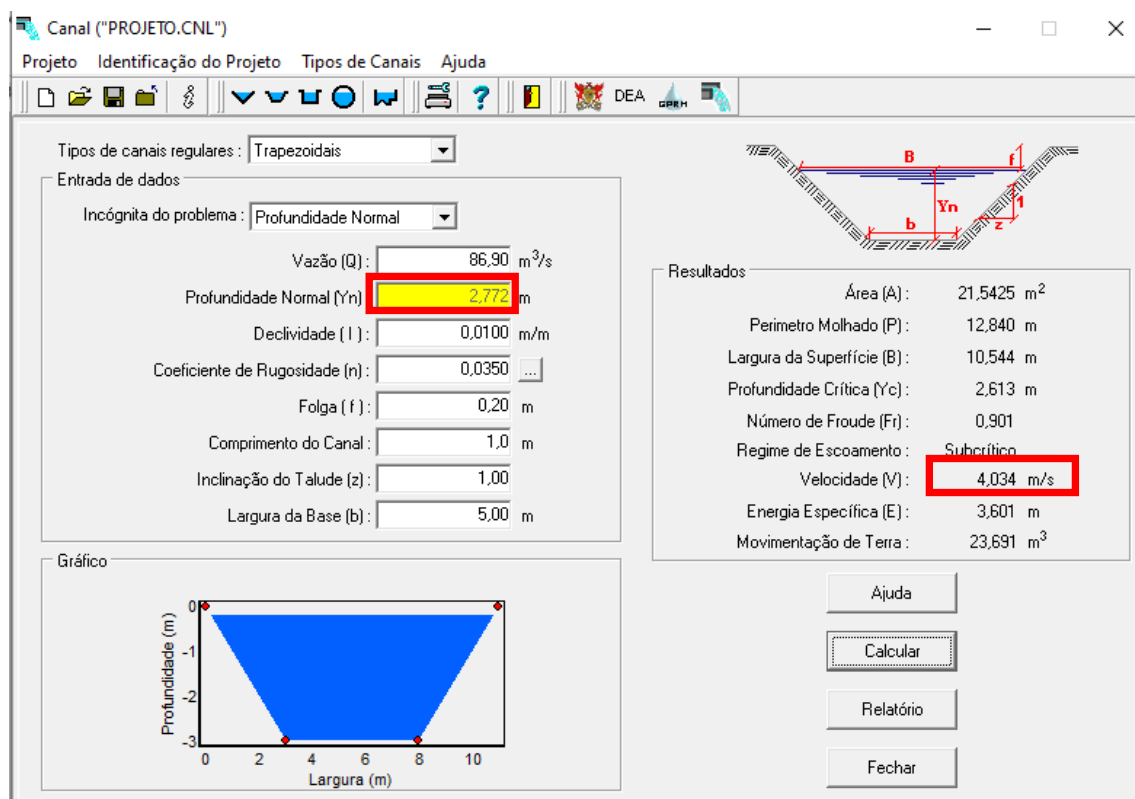 Canal ("PROJETO.CNL")
Projeto Identificação do Projeto Tipos de Canais Ajuda
DEA GPRH
Tipos de canais regulares : Trapezoidais
Entrada de dados
Incógnita do problema : Profundidade Normal
Vazão (Q) : 86,90 m³/s
Profundidade Normal (Yn) 2,772 m
Declividade ( I ) : 0,0100 m/m
Coeficiente de Rugosidade (n) : 0,0350 ...
Folga ( f ) : 0,20 m
Comprimento do Canal : 1,0 m
Inclinação do Talude (z) : 1,00
Largura da Base (b) : 5,00 m
B f
Yn 1
b z
Resultados
Área (A) : 21,5425 m²
Perimetro Molhado (P) : 12,840 m
Largura da Superfície (B) : 10,544 m
Profundidade Crítica (Yc) : 2,613 m
Número de Froude (Fr) : 0,901
Regime de Escoamento : Subcrítico
Velocidade (V) : 4,034 m/s
Energia Específica (E) : 3,601 m
Movimentação de Terra : 23,691 m³
Gráfico
Profundidade (m)
0
-1
-2
-3
0 2 4 6 8 10
Largura (m)
Ajuda
Calcular
Relatório
Fechar